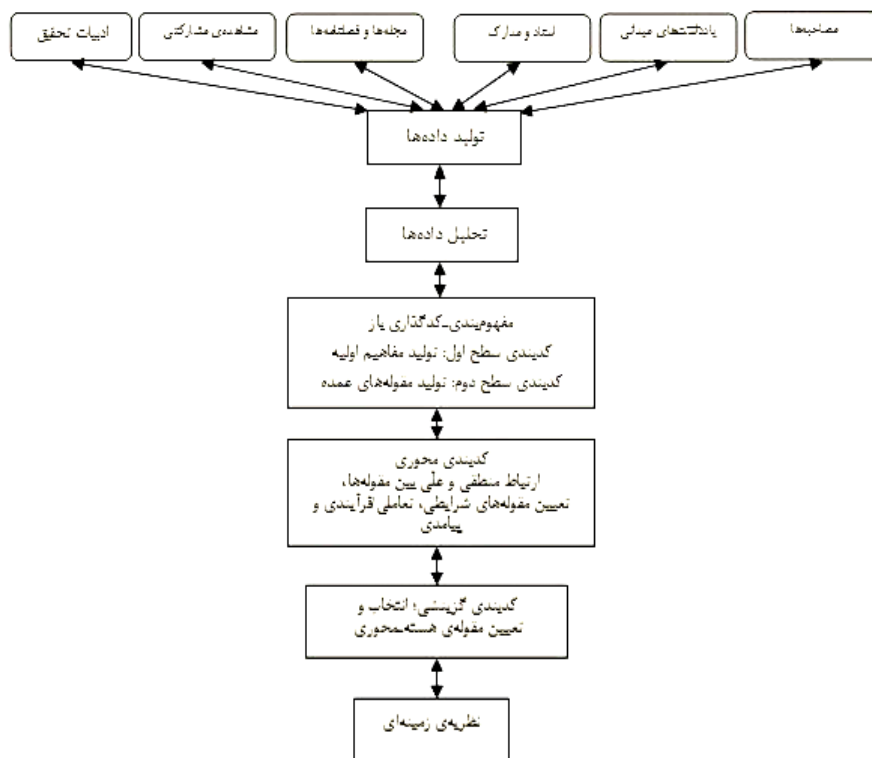 مصاحبه‌ها
یادداشت‌های میدانی
اسناد و مدارک
مجله‌ها و فصلنامه‌ها
مشاهده‌ی مشارکتی
ادبیات تحقیق
تولید داده‌ها
تحلیل داده‌ها
مفهوم‌بندی-کدگذاری باز
کدبندی سطح اول: تولید مفاهیم اولیه
کدبندی سطح دوم: تولید مقوله‌های عمده
کدبندی محوری
ارتباط منطقی و علّی بین مقوله‌ها،
تعیین مقوله‌های شرایطی، تعاملی فرآیندی و
پیامدی
کدبندی گزینشی؛ انتخاب و
تعیین مقوله‌ی هسته-محوری
نظریه‌ی زمینه‌ای